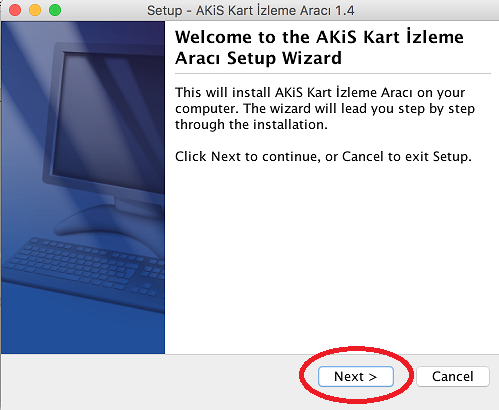 Setup - AKiS Kart İzleme Aracı 1.4
Welcome to the AKiS Kart İzleme
Aracı Setup Wizard
This will install AKiS Kart İzleme Aracı on your
computer. The wizard will lead you step by step
through the installation.
Click Next to continue, or Cancel to exit Setup.
Next >
Cancel